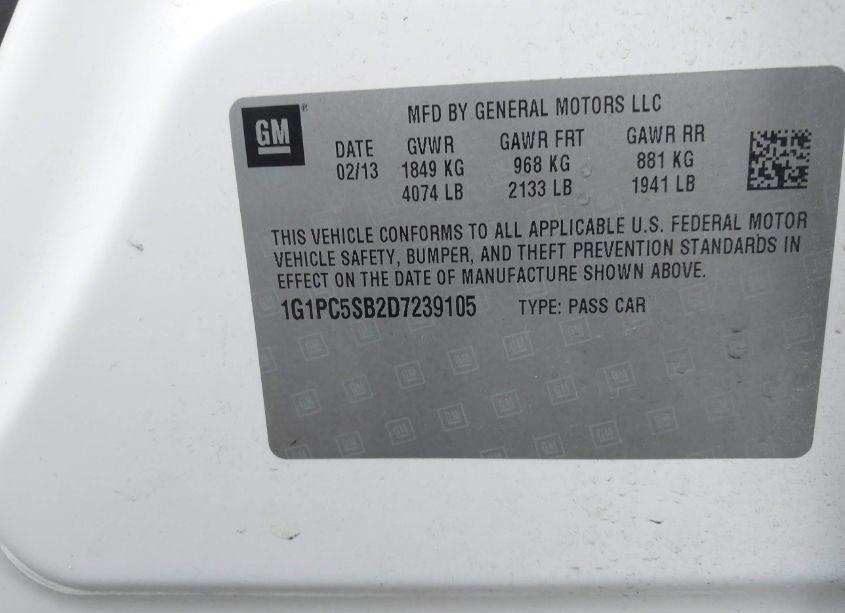 GM
MFD BY GENERAL MOTORS LLC
DATE GVWR GAWR FRT GAWR RR
02/13 1849 KG 968 KG 881 KG
4074 LB 2133 LB 1941 LB
THIS VEHICLE CONFORMS TO ALL APPLICABLE U.S. FEDERAL MOTOR
VEHICLE SAFETY, BUMPER, AND THEFT PREVENTION STANDARDS IN
EFFECT ON THE DATE OF MANUFACTURE SHOWN ABOVE.
1G1PC5SB2D7239105 TYPE: PASS CAR